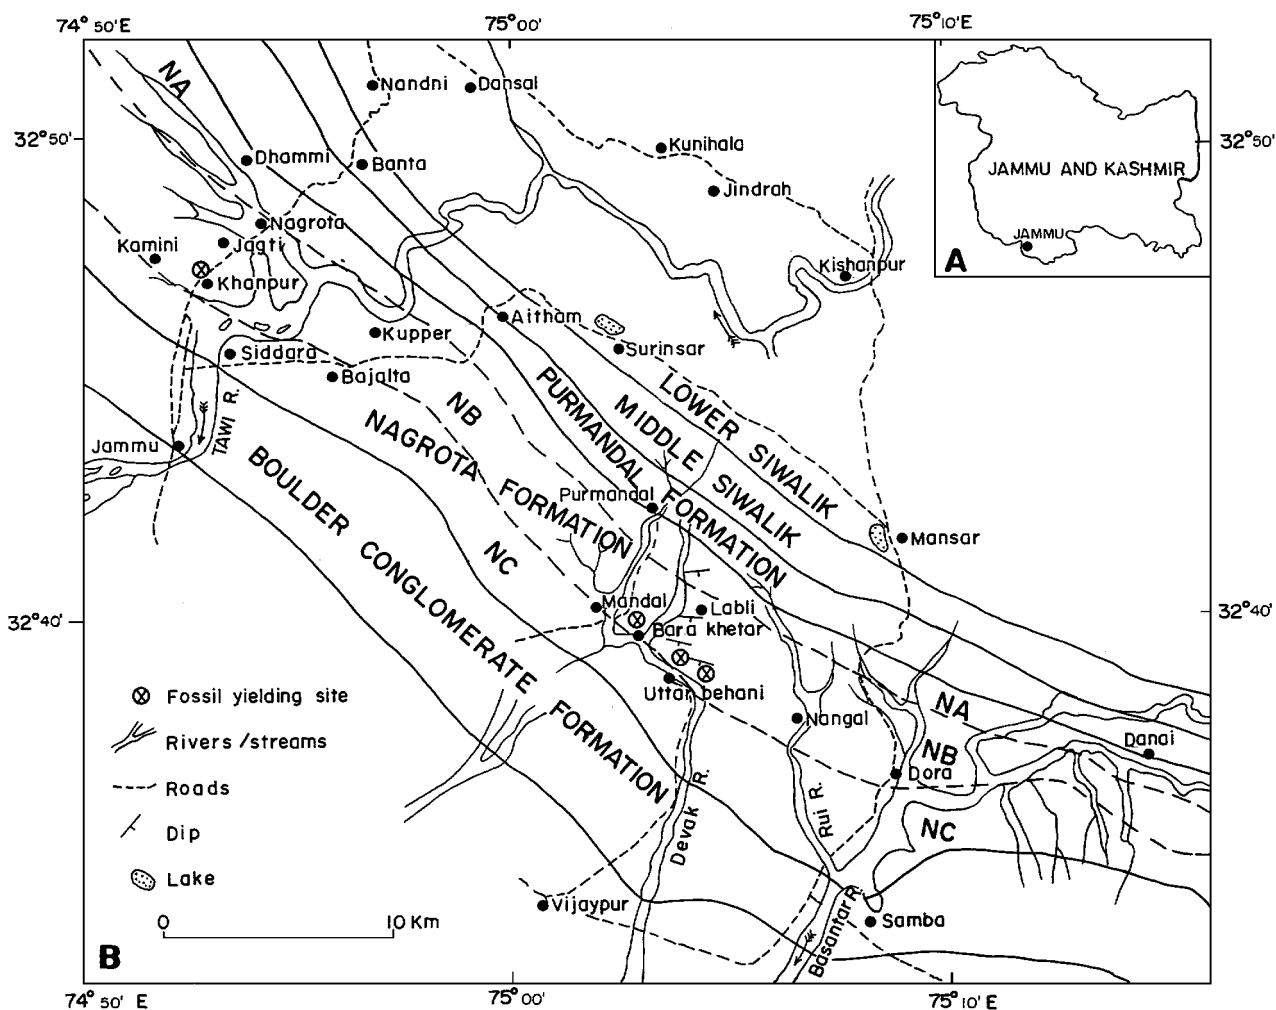 74° 50' E
75° 00'
75° 10' E
32° 50'
32° 50'
NA
Nandni
Dansal
Kunihala
Jindrah
Dhammi
Banta
Nagrota
Jagti
Kamini
Khanpur
Kishanpur
JAMMU AND KASHMIR
JAMMU
A
Aitham
Surinsar
Kupper
Siddara
Bajalta
TAWI R.
Jammu
NB
NAGROTA FORMATION
PURMANDAL FORMATION
MIDDLE SIWALIK
LOWER SIWALIK
BOULDER CONGLOMERATE FORMATION
NC
Purmandal
Mansar
Mandal
Labli
Bara khetar
Uttar behani
32° 40'
32° 40'
Nangal
Dora
NA
NB
NC
Danai
Rui R.
Devak R.
Basantar R.
Samba
Vijaypur
Fossil yielding site
Rivers / streams
Roads
Dip
Lake
0 10 Km
B
74° 50' E
75° 00'
75° 10' E